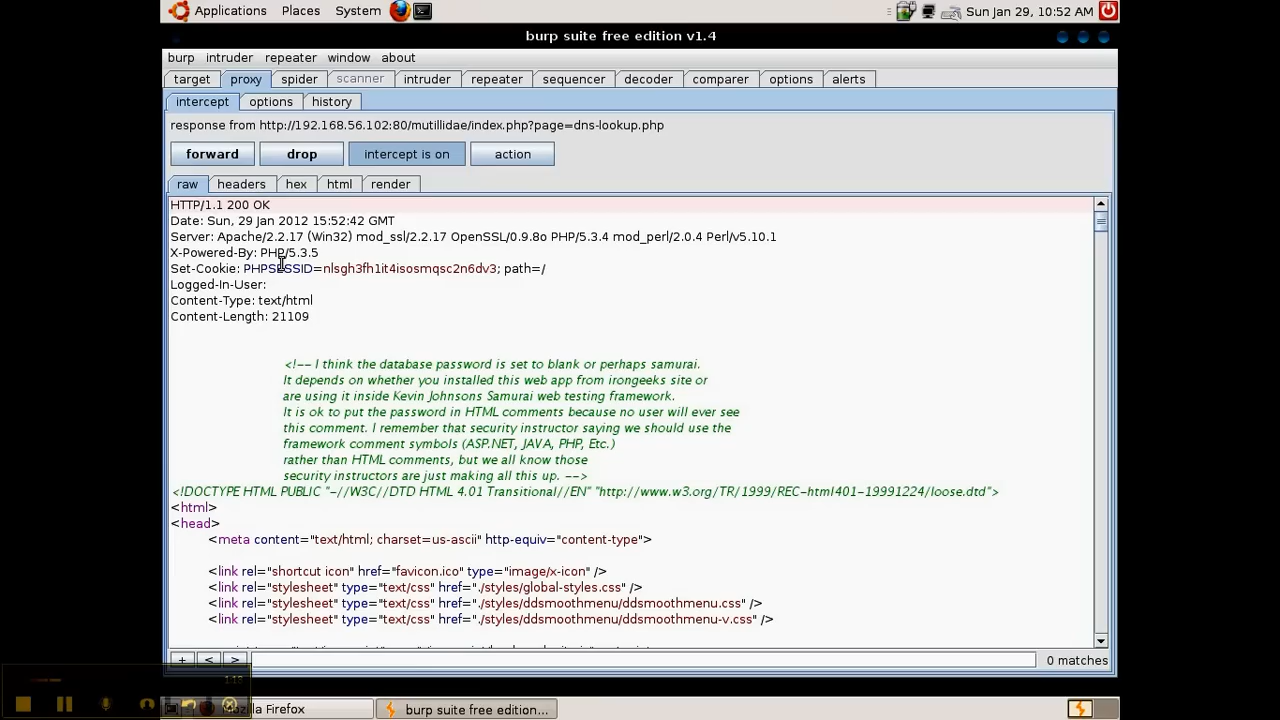 Applications Places System Sun Jan 29, 10:52 AM
burp suite free edition v1.4
burp intruder repeater window about
target proxy spider scanner intruder repeater sequencer decoder comparer options alerts
intercept options history
response from http://192.168.56.102:80/mutillidae/index.php?page=dns-lookup.php
forward drop intercept is on action
raw headers hex html render
HTTP/1.1 200 OK
Date: Sun, 29 Jan 2012 15:52:42 GMT
Server: Apache/2.2.17 (Win32) mod_ssl/2.2.17 OpenSSL/0.9.8o PHP/5.3.4 mod_perl/2.0.4 Perl/v5.10.1
X-Powered-By: PHP/5.3.5
Set-Cookie: PHPSESSID=nlsgh3fh1it4isosmqsc2n6dv3; path=/
Logged-In-User:
Content-Type: text/html
Content-Length: 21109
<!-- I think the database password is set to blank or perhaps samurai.
It depends on whether you installed this web app from irongeeks site or
are using it inside Kevin Johnsons Samurai web testing framework.
It is ok to put the password in HTML comments because no user will ever see
this comment. I remember that security instructor saying we should use the
framework comment symbols (ASP.NET, JAVA, PHP, Etc.)
rather than HTML comments, but we all know those
security instructors are just making all this up. -->
<!DOCTYPE HTML PUBLIC "-//W3C//DTD HTML 4.01 Transitional//EN" "http://www.w3.org/TR/1999/REC-html401-19991224/loose.dtd">
<html>
<head>
<meta content="text/html; charset=us-ascii" http-equiv="content-type">
<link rel="shortcut icon" href="favicon.ico" type="image/x-icon" />
<link rel="stylesheet" type="text/css" href="./styles/global-styles.css" />
<link rel="stylesheet" type="text/css" href="./styles/ddsmoothmenu/ddsmoothmenu.css" />
<link rel="stylesheet" type="text/css" href="./styles/ddsmoothmenu/ddsmoothmenu-v.css" />
+ < > 0 matches
Firefox burp suite free edition...